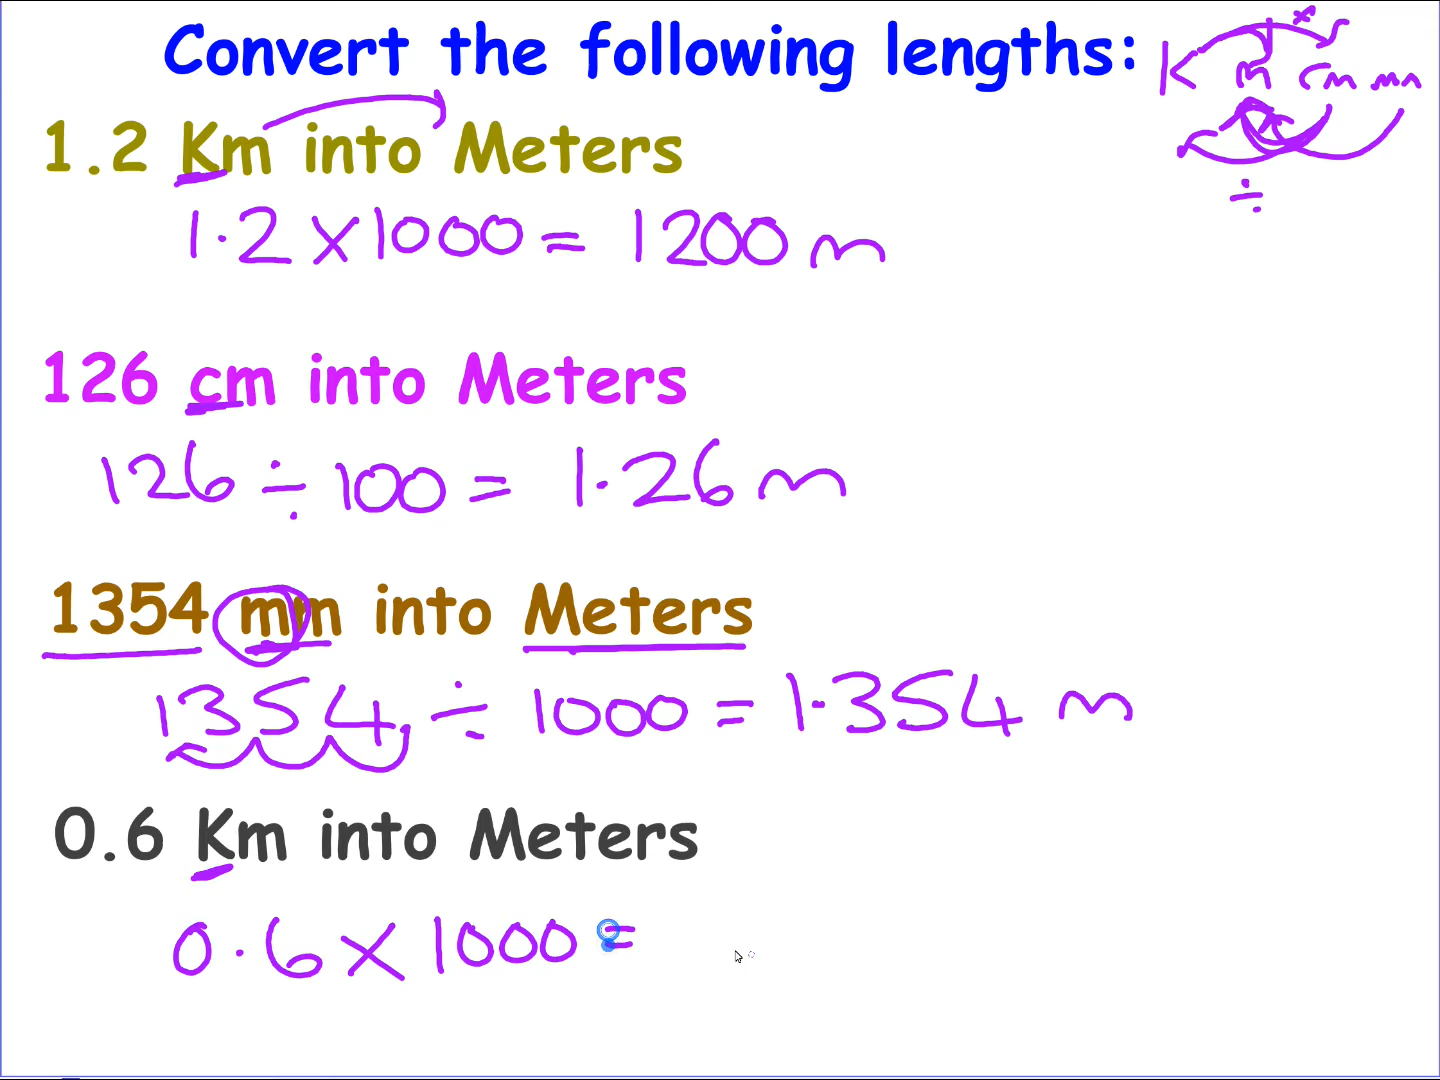 Convert the following lengths:
K m cm mm
×
÷
1.2 Km into Meters
1.2 × 1000 = 1200 m
126 cm into Meters
126 ÷ 100 = 1.26 m
1354 mm into Meters
1354. ÷ 1000 = 1.354 m
0.6 Km into Meters
0.6 × 1000 =